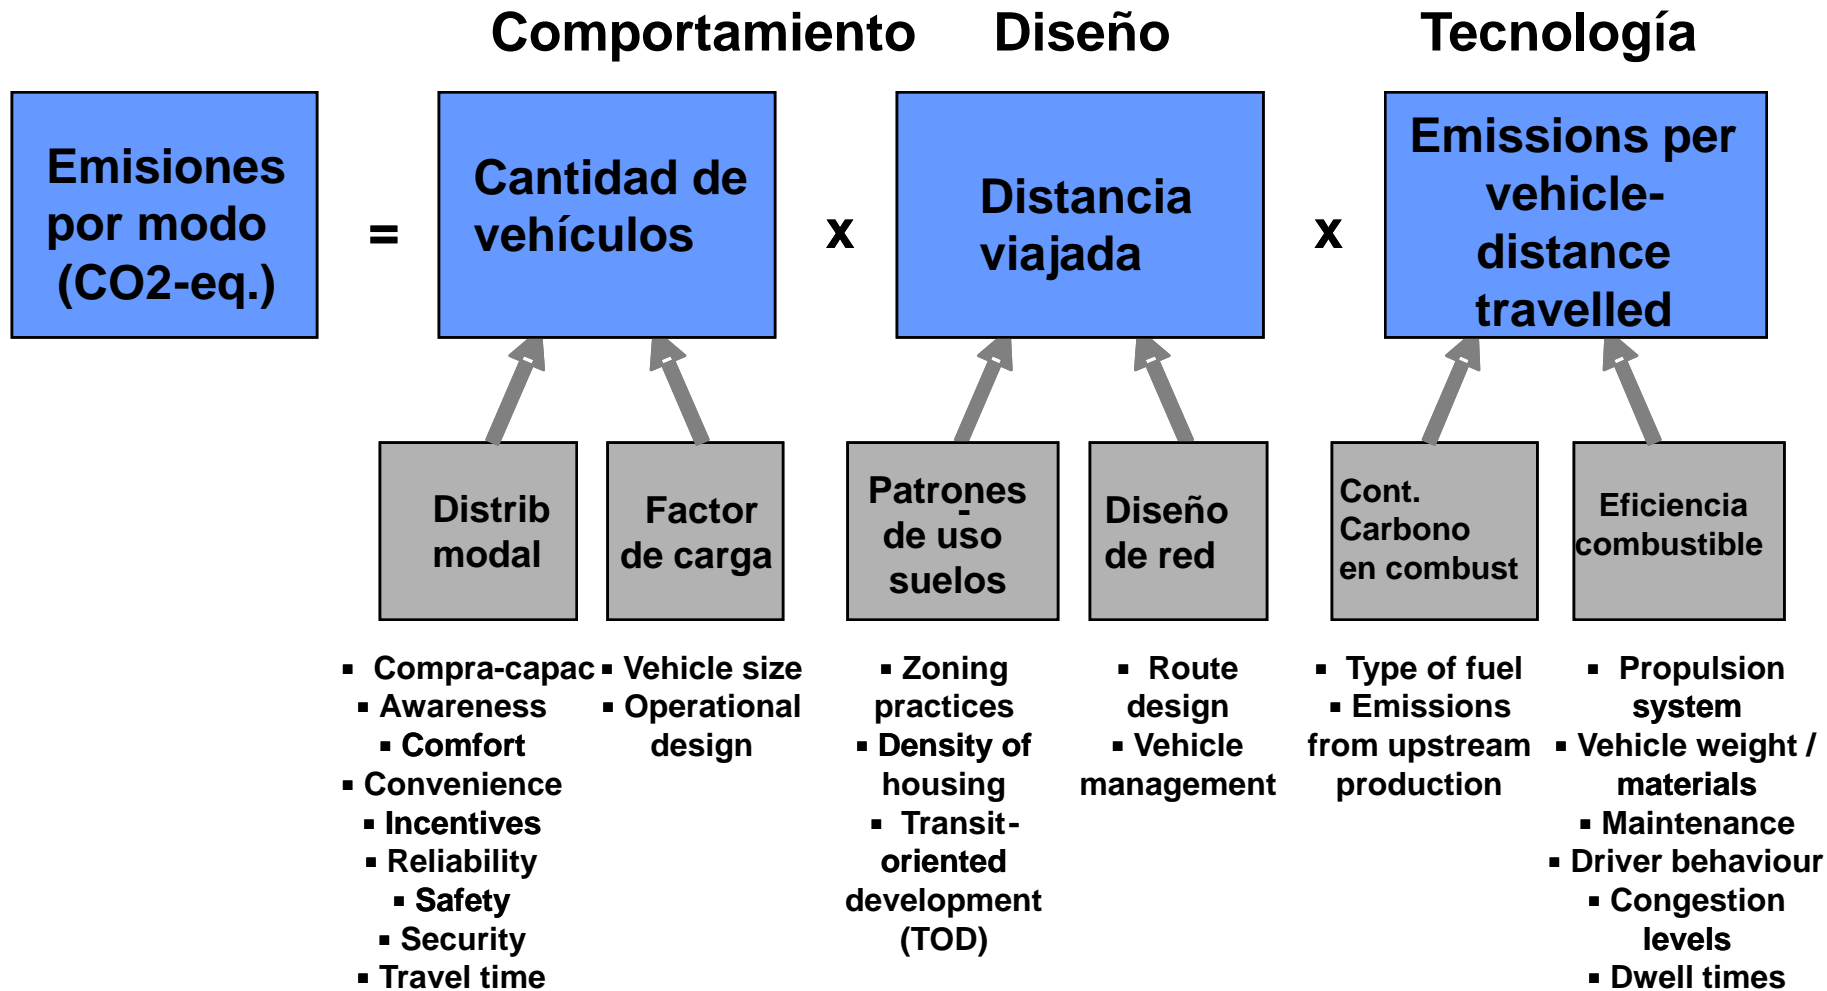 Comportamiento
Diseño
Tecnología
Emisiones
por modo
(CO2-eq.)
=
Cantidad de
vehículos
x
Distancia
viajada
x
Emissions per
vehicle-
distance
travelled
Distrib
modal
Factor
de carga
Patrones
-
de uso
suelos
Diseño
de red
Cont.
Carbono
en combust
Eficiencia
combustible
▪ Compra-capac
▪ Awareness
▪ Comfort
▪ Convenience
▪ Incentives
▪ Reliability
▪ Safety
▪ Security
▪ Travel time
▪ Vehicle size
▪ Operational
design
▪ Zoning
practices
▪ Density of
housing
▪ Transit-
oriented
development
(TOD)
▪ Route
design
▪ Vehicle
management
▪ Type of fuel
▪ Emissions
from upstream
production
▪ Propulsion
system
▪ Vehicle weight /
materials
▪ Maintenance
▪ Driver behaviour
▪ Congestion
levels
▪ Dwell times